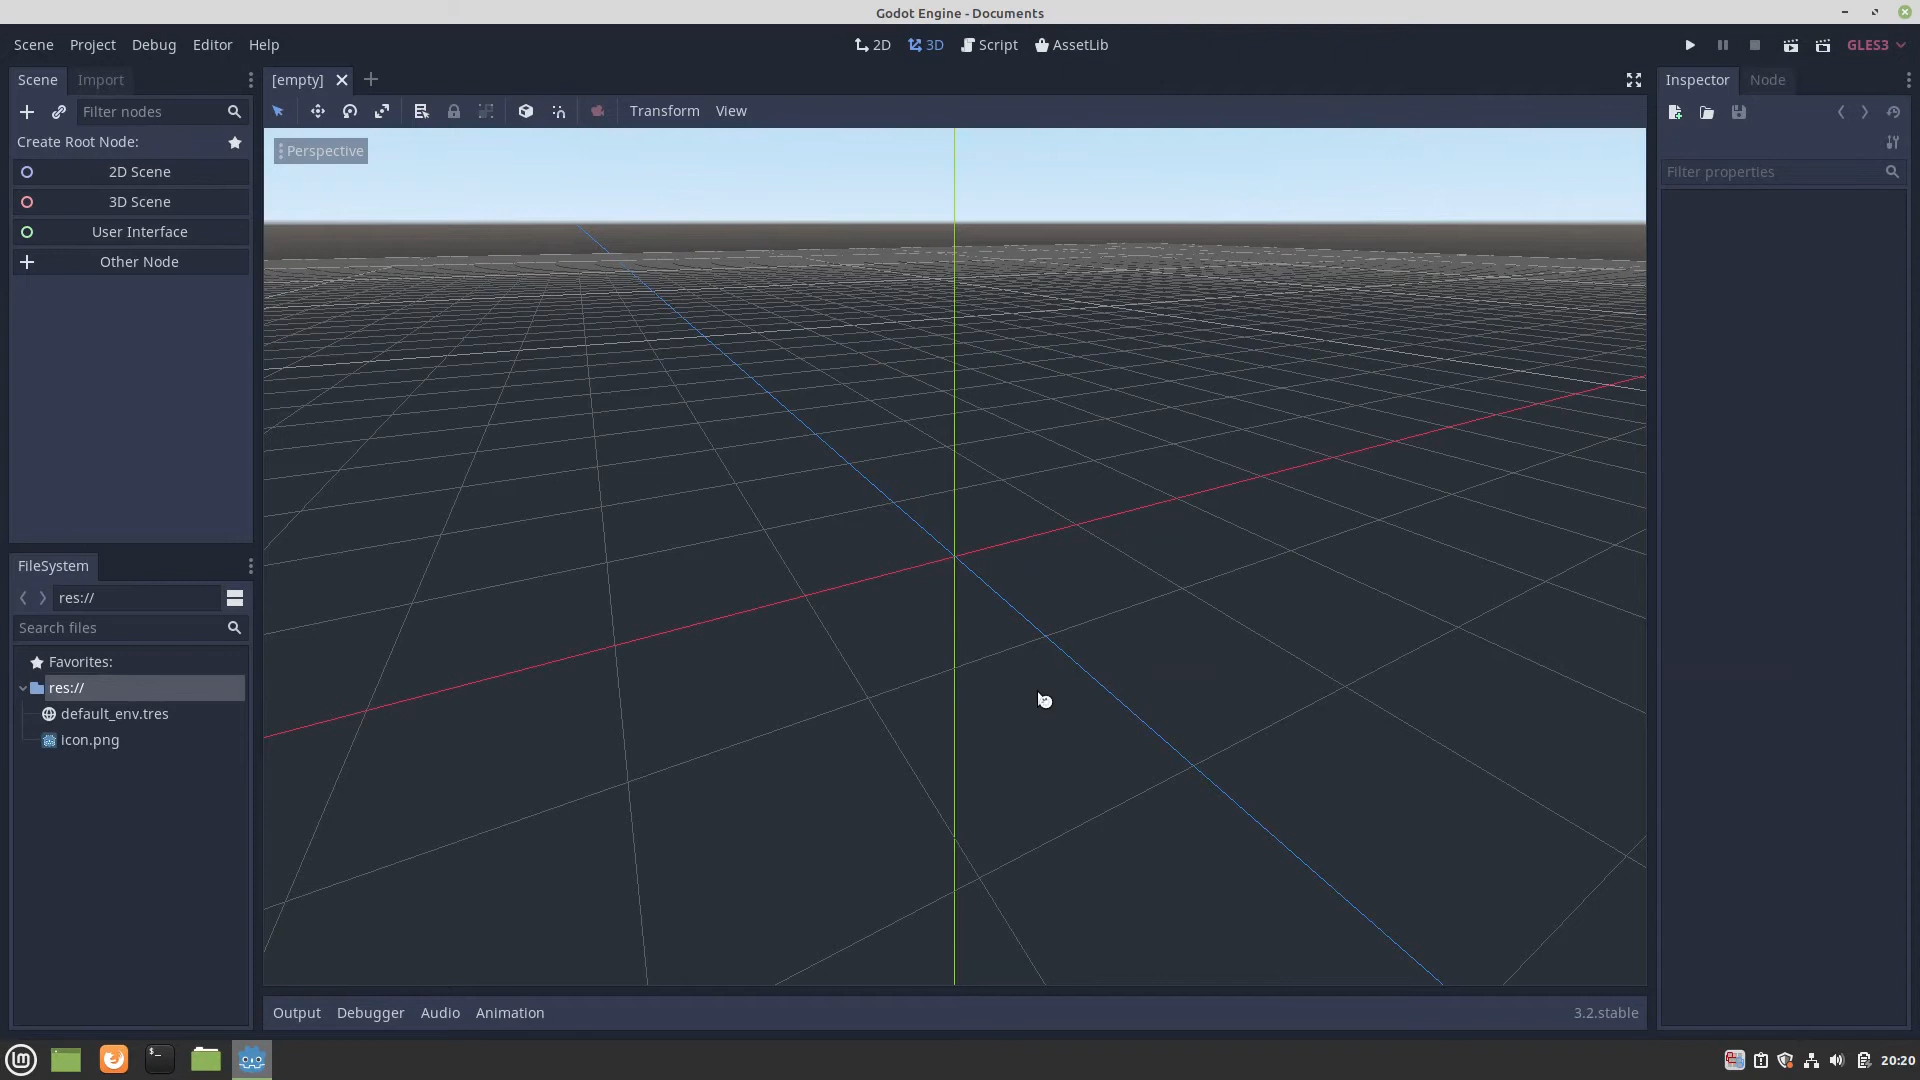 Godot Engine - Documents
Scene Project Debug Editor Help
2D 3D Script AssetLib
GLES3
Scene Import
[empty]
Inspector Node
Filter nodes
Transform View
Create Root Node:
Perspective
2D Scene
Filter properties
3D Scene
User Interface
Other Node
FileSystem
res://
Search files
Favorites:
res://
default_env.tres
icon.png
Output Debugger Audio Animation
3.2.stable
20:20